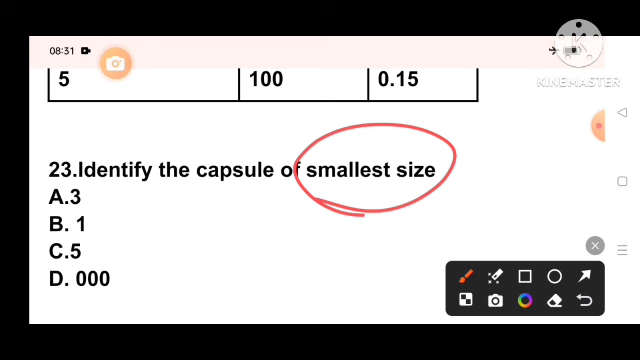 08:31
KINEMASTER
5 100 0.15
23.Identify the capsule of smallest size
A.3
B. 1
C.5
D. 000